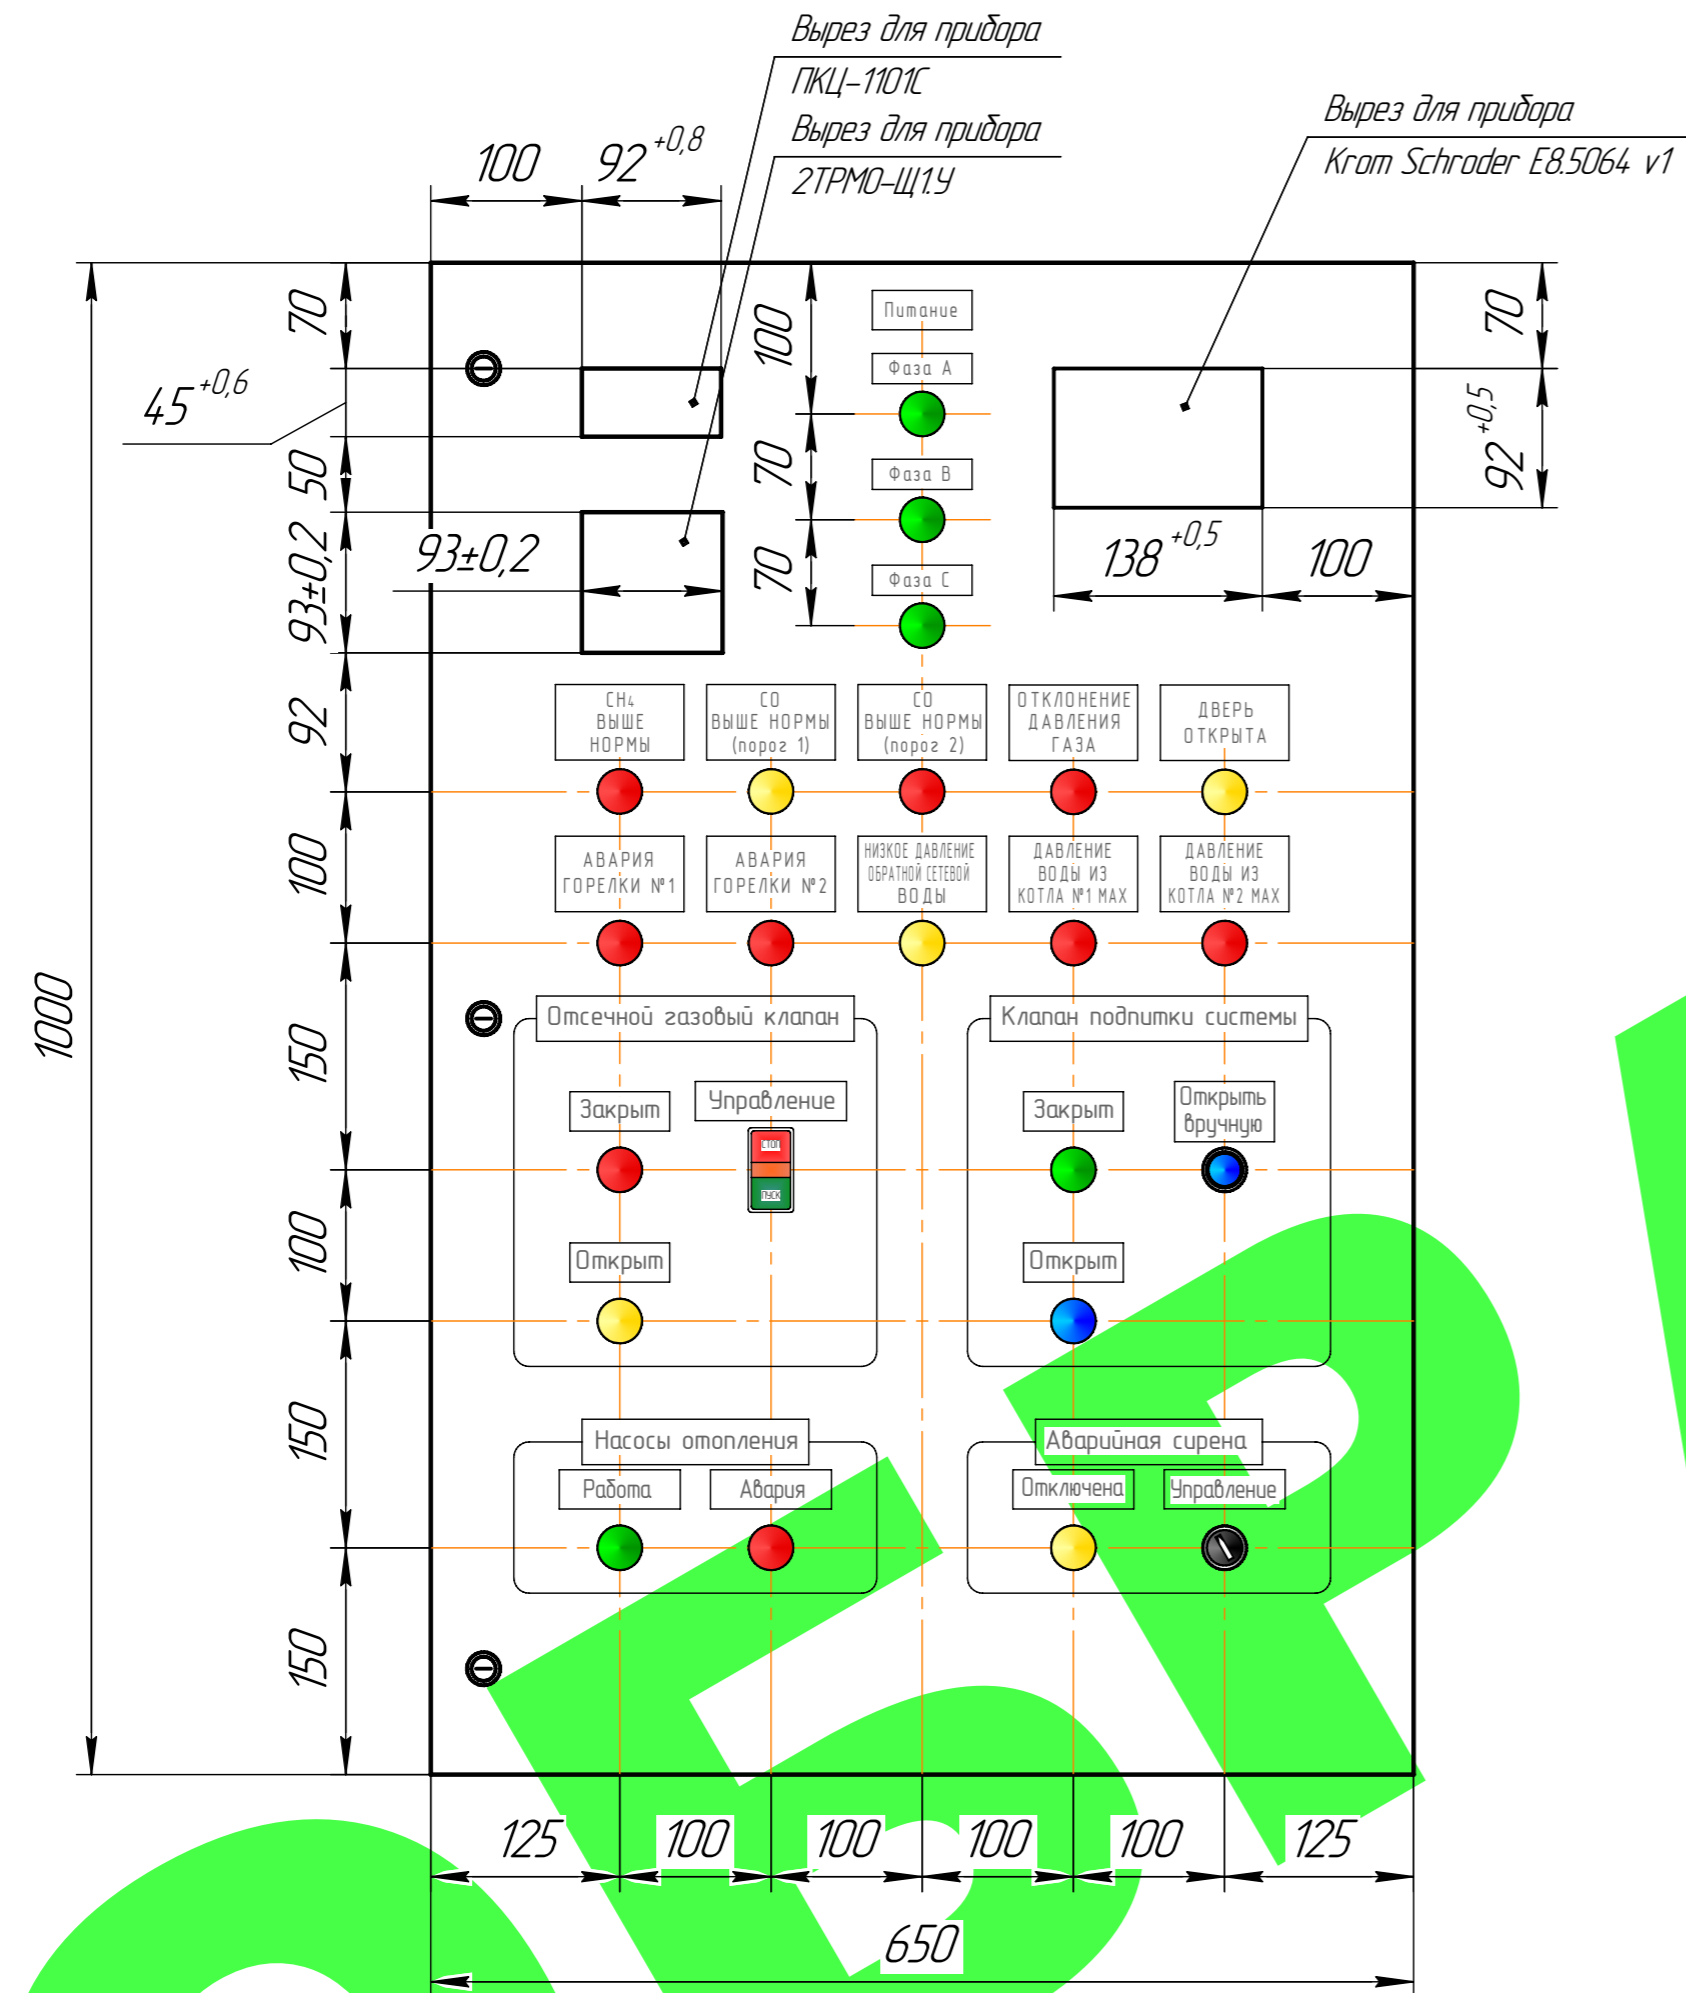 Вырез для прибора
ПКЦ-1101С
Вырез для прибора
2ТРМО-Щ1.У
Вырез для прибора
Krom Schroder E8.5064 v1
100
92 +0,8
70
45 +0,6
50
93±0,2
93±0,2
92
100
150
100
150
150
1000
100
70
70
70
92 +0,5
138 +0,5
100
Питание
Фаза А
Фаза В
Фаза С
CH₄
ВЫШЕ
НОРМЫ
СО
ВЫШЕ НОРМЫ
(порог 1)
СО
ВЫШЕ НОРМЫ
(порог 2)
ОТКЛОНЕНИЕ
ДАВЛЕНИЯ
ГАЗА
ДВЕРЬ
ОТКРЫТА
АВАРИЯ
ГОРЕЛКИ №1
АВАРИЯ
ГОРЕЛКИ №2
НИЗКОЕ ДАВЛЕНИЕ
ОБРАТНОЙ СЕТЕВОЙ
ВОДЫ
ДАВЛЕНИЕ
ВОДЫ ИЗ
КОТЛА №1 MAX
ДАВЛЕНИЕ
ВОДЫ ИЗ
КОТЛА №2 MAX
Отсечной газовый клапан
Закрыт
Управление
СТОП
ПУСК
Открыт
Клапан подпитки системы
Закрыт
Открыть
вручную
Открыт
Насосы отопления
Работа
Авария
Аварийная сирена
Отключена
Управление
125
100
100
100
100
125
650